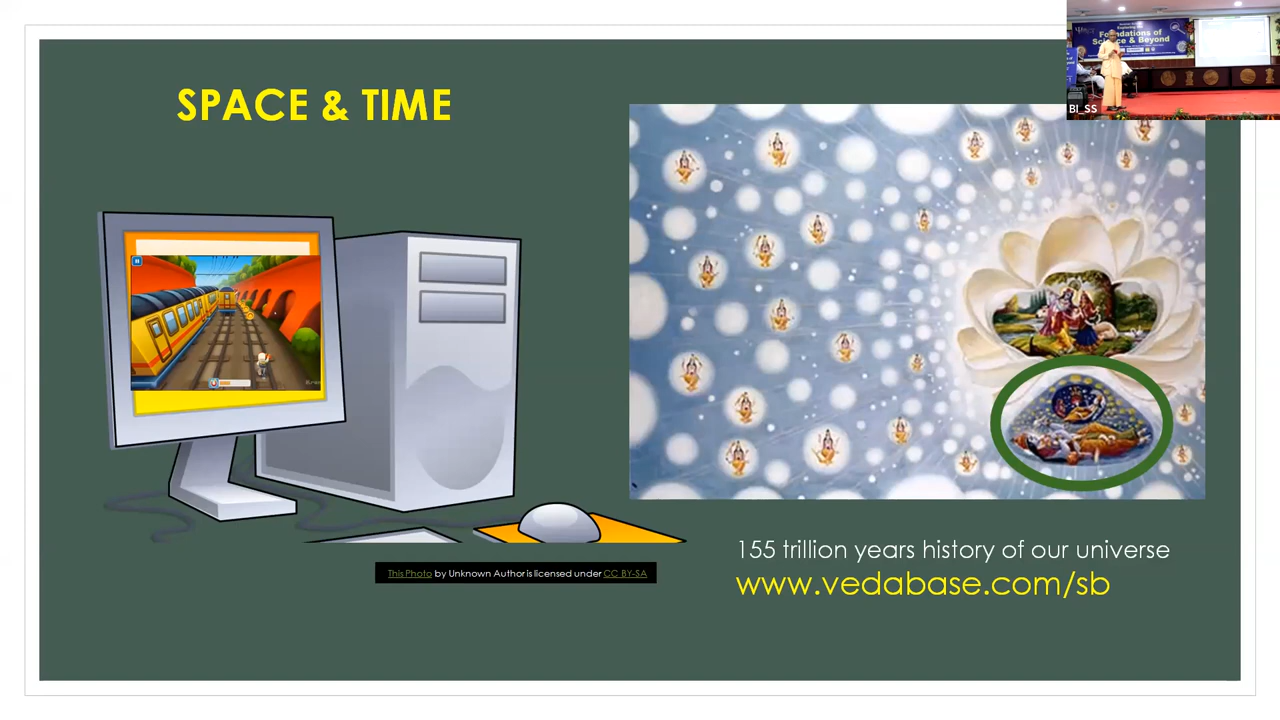 SPACE & TIME
Foundations of
Science & Beyond
BI_SS
155 trillion years history of our universe
www.vedabase.com/sb
This Photo by Unknown Author is licensed under CC BY-SA